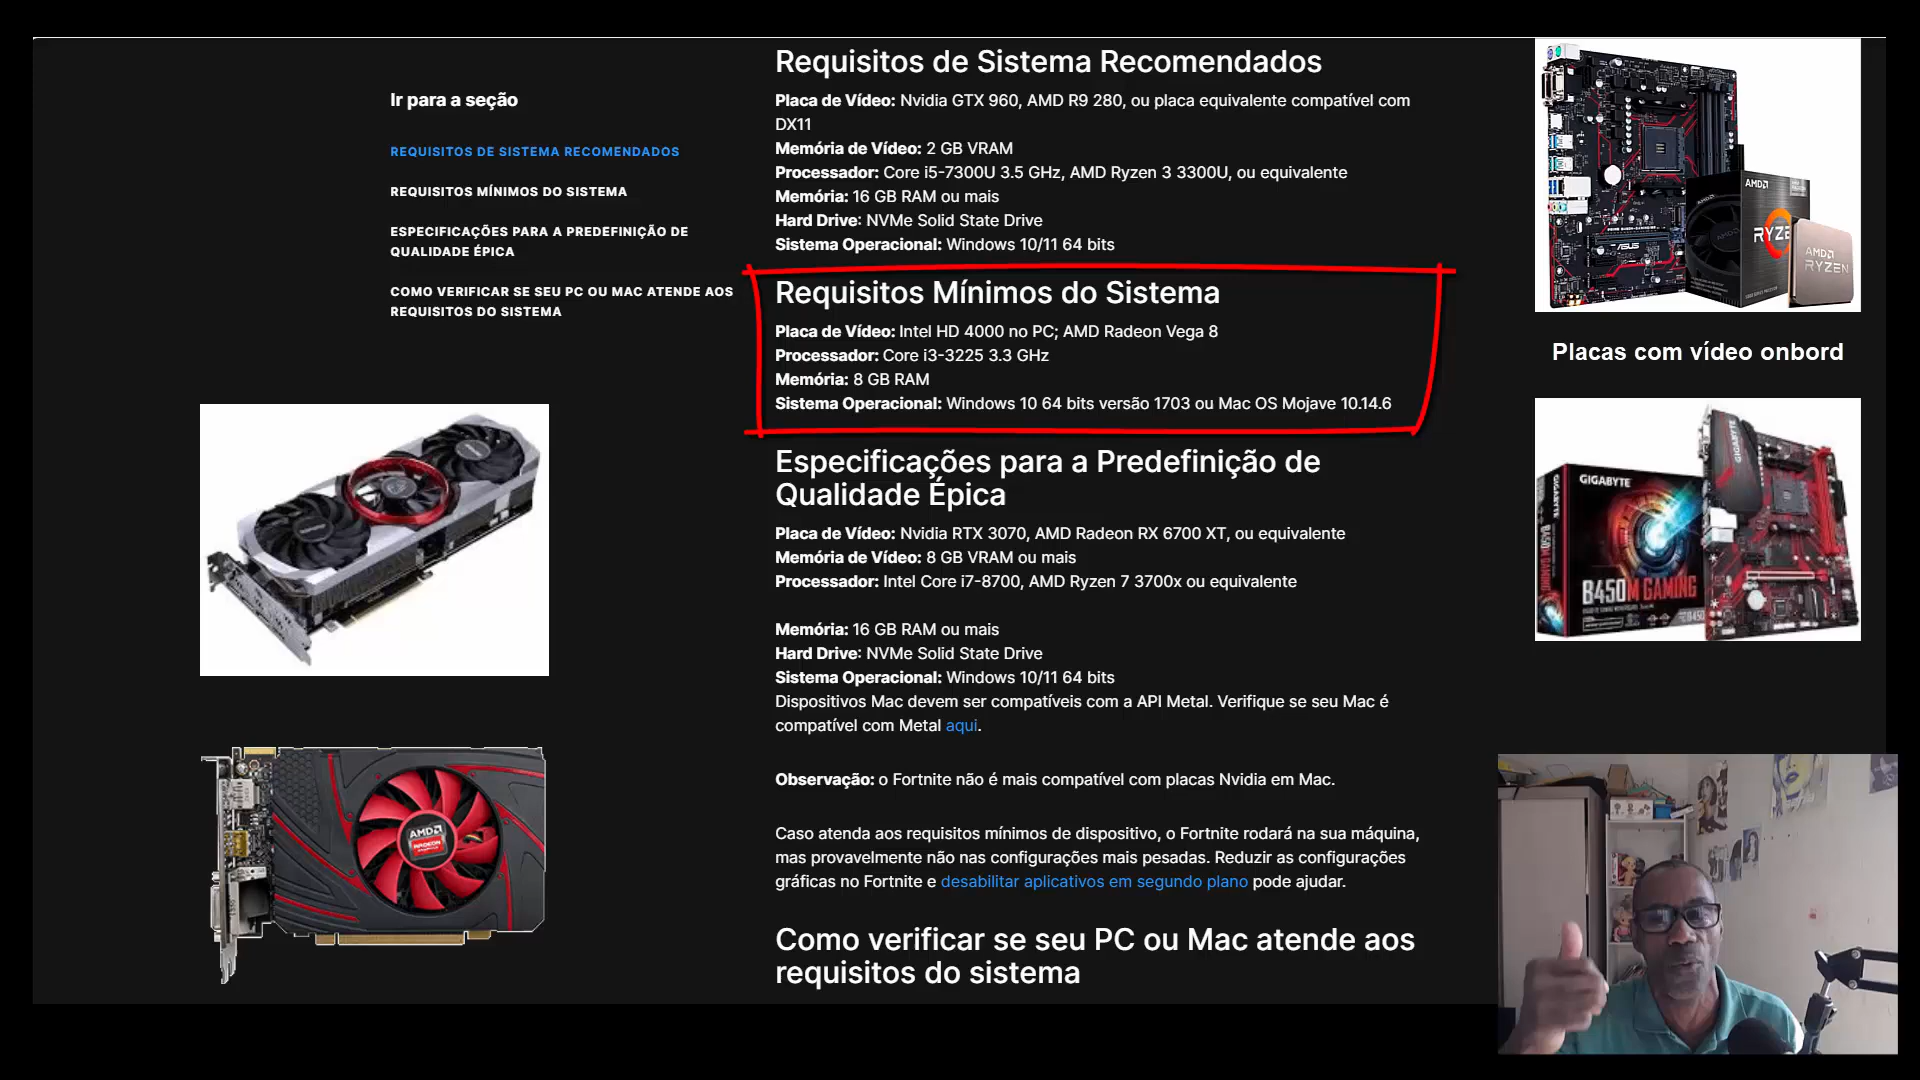 Ir para a seção
REQUISITOS DE SISTEMA RECOMENDADOS
REQUISITOS MÍNIMOS DO SISTEMA
ESPECIFICAÇÕES PARA A PREDEFINIÇÃO DE
QUALIDADE ÉPICA
COMO VERIFICAR SE SEU PC OU MAC ATENDE AOS
REQUISITOS DO SISTEMA
Requisitos de Sistema Recomendados
Placa de Vídeo: Nvidia GTX 960, AMD R9 280, ou placa equivalente compatível com
DX11
Memória de Vídeo: 2 GB VRAM
Processador: Core i5-7300U 3.5 GHz, AMD Ryzen 3 3300U, ou equivalente
Memória: 16 GB RAM ou mais
Hard Drive: NVMe Solid State Drive
Sistema Operacional: Windows 10/11 64 bits
Requisitos Mínimos do Sistema
Placa de Vídeo: Intel HD 4000 no PC; AMD Radeon Vega 8
Processador: Core i3-3225 3.3 GHz
Memória: 8 GB RAM
Sistema Operacional: Windows 10 64 bits versão 1703 ou Mac OS Mojave 10.14.6
Especificações para a Predefinição de
Qualidade Épica
Placa de Vídeo: Nvidia RTX 3070, AMD Radeon RX 6700 XT, ou equivalente
Memória de Vídeo: 8 GB VRAM ou mais
Processador: Intel Core i7-8700, AMD Ryzen 7 3700x ou equivalente
Memória: 16 GB RAM ou mais
Hard Drive: NVMe Solid State Drive
Sistema Operacional: Windows 10/11 64 bits
Dispositivos Mac devem ser compatíveis com a API Metal. Verifique se seu Mac é
compatível com Metal aqui.
Observação: o Fortnite não é mais compatível com placas Nvidia em Mac.
Caso atenda aos requisitos mínimos de dispositivo, o Fortnite rodará na sua máquina,
mas provavelmente não nas configurações mais pesadas. Reduzir as configurações
gráficas no Fortnite e desabilitar aplicativos em segundo plano pode ajudar.
Como verificar se seu PC ou Mac atende aos
requisitos do sistema
AMD
RYZE
AMD
RYZEN
ASUS
Placas com vídeo onbord
GIGABYTE
GIGABYTE
B450M GAMING
AMD
RADEON